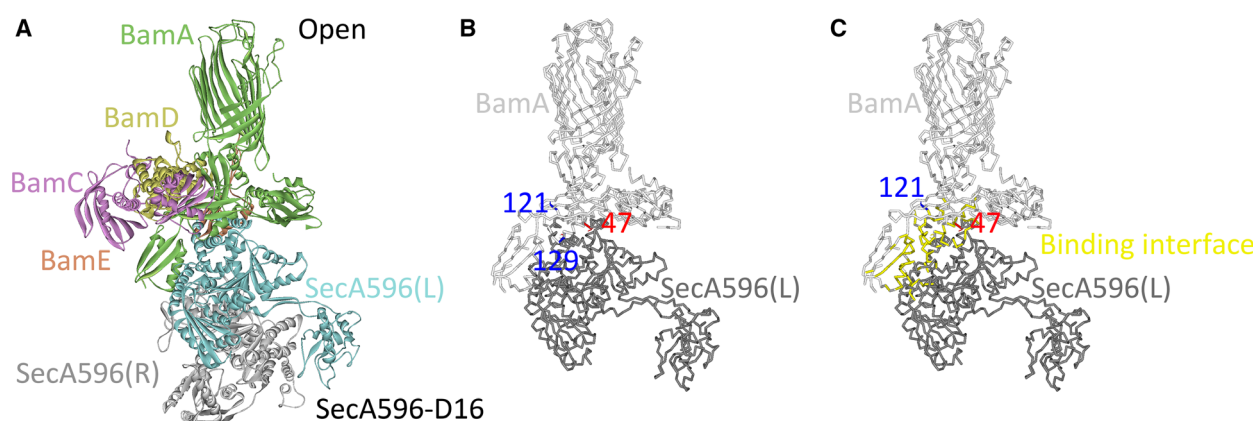 A
BamA
Open
BamD
BamC
BamE
SecA596(L)
SecA596(R)
SecA596-D16
B
BamA
121
47
129
SecA596(L)
C
BamA
121
47
Binding interface
SecA596(L)